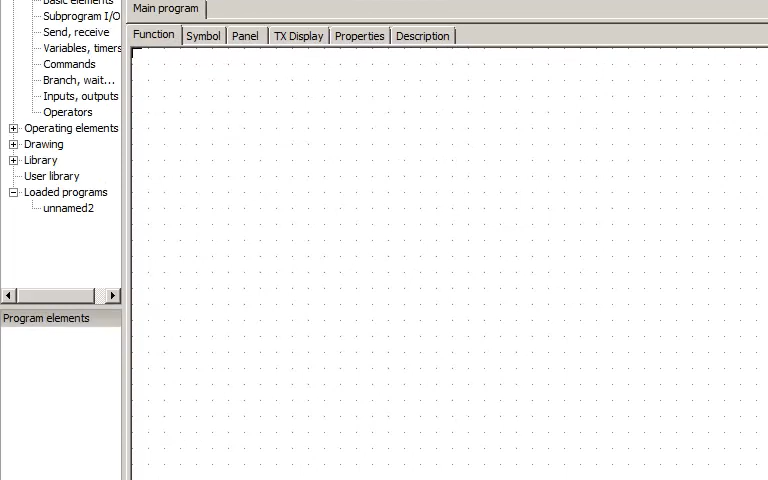 Basic elements
Subprogram I/O
Send, receive
Variables, timers
Commands
Branch, wait...
Inputs, outputs
Operators
Operating elements
Drawing
Library
User library
Loaded programs
unnamed2
Program elements
Main program
Function Symbol Panel TX Display Properties Description